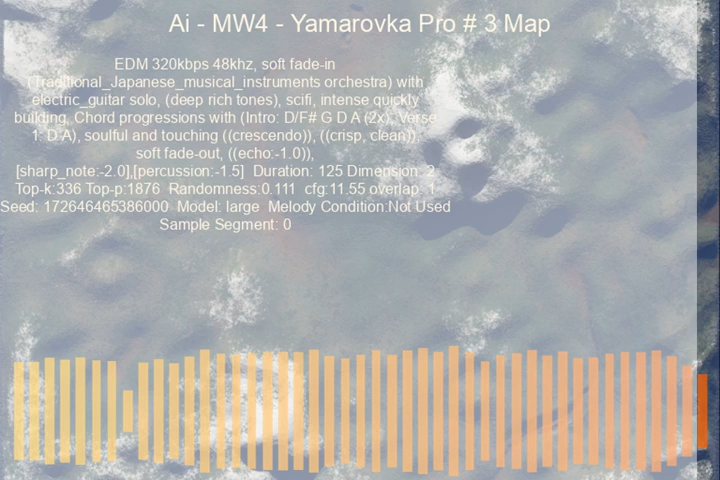 Ai - MW4 - Yamarovka Pro # 3 Map
EDM 320kbps 48khz, soft fade-in
(Traditional_Japanese_musical_instruments orchestra) with
electric_guitar solo, (deep rich tones), scifi, intense quickly
building, Chord progressions with (Intro: D/F# G D A (2x), Verse
1: D A), soulful and touching ((crescendo)), ((crisp, clean)),
soft fade-out, ((echo:-1.0)),
[sharp_note:-2.0],[percussion:-1.5] Duration: 125 Dimension: 2
Top-k:336 Top-p:1876 Randomness:0.111 cfg:11.55 overlap: 1
Seed: 172646465386000 Model: large Melody Condition:Not Used
Sample Segment: 0